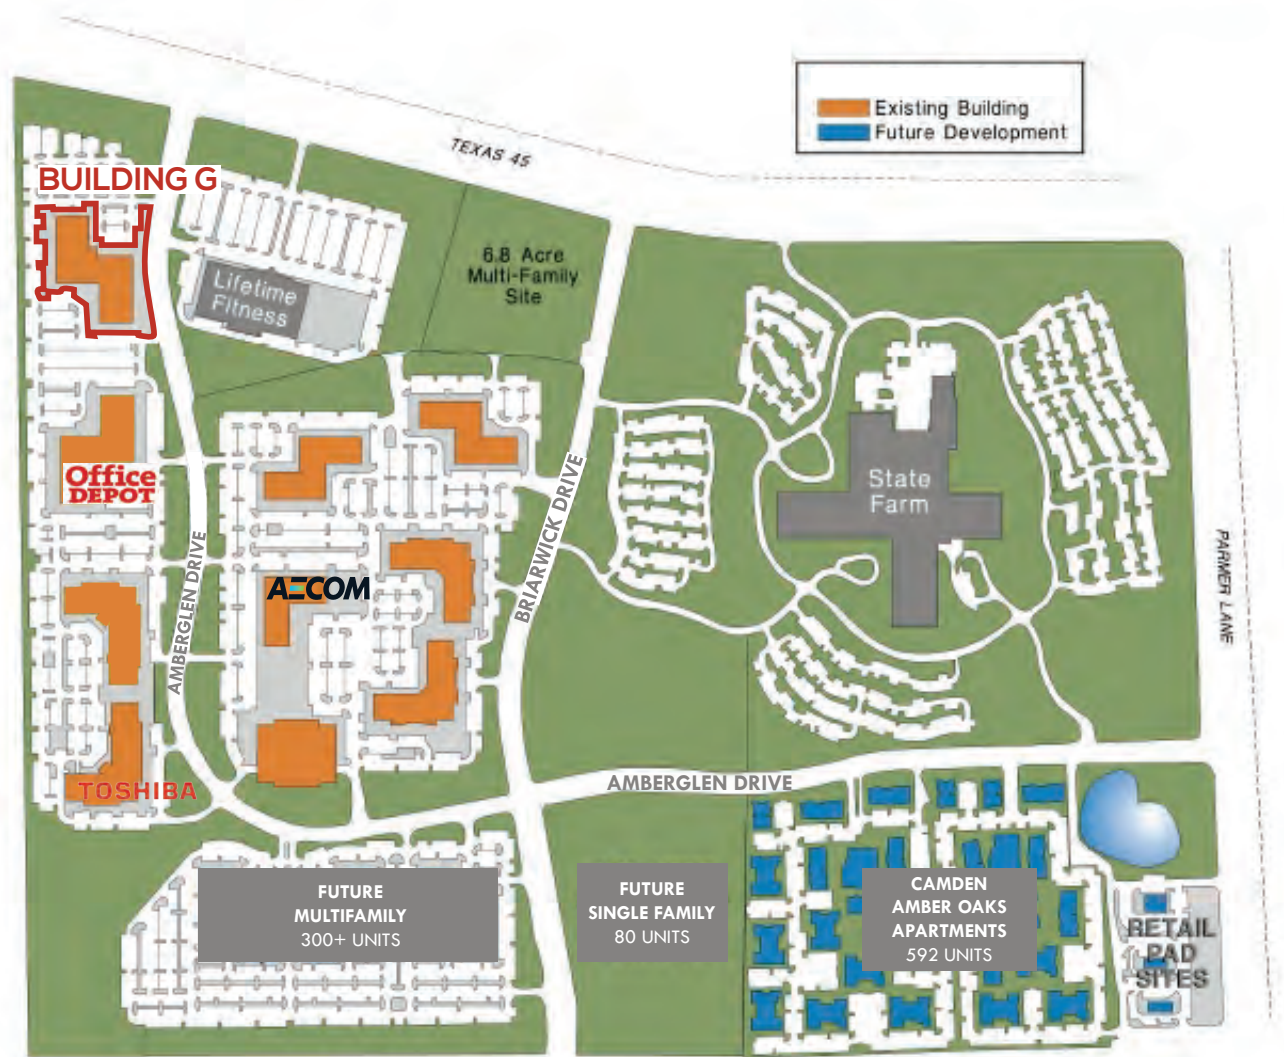 Existing Building
Future Development
TEXAS 45
BUILDING G
6.8 Acre
Multi-Family
Site
Lifetime
Fitness
Office
DEPOT
State
Farm
AMBERGLEN DRIVE
BRIARWICK DRIVE
PARMER LANE
AECOM
TOSHIBA
AMBERGLEN DRIVE
FUTURE
MULTIFAMILY
300+ UNITS
FUTURE
SINGLE FAMILY
80 UNITS
CAMDEN
AMBER OAKS
APARTMENTS
592 UNITS
RETAIL
PAD
SITES